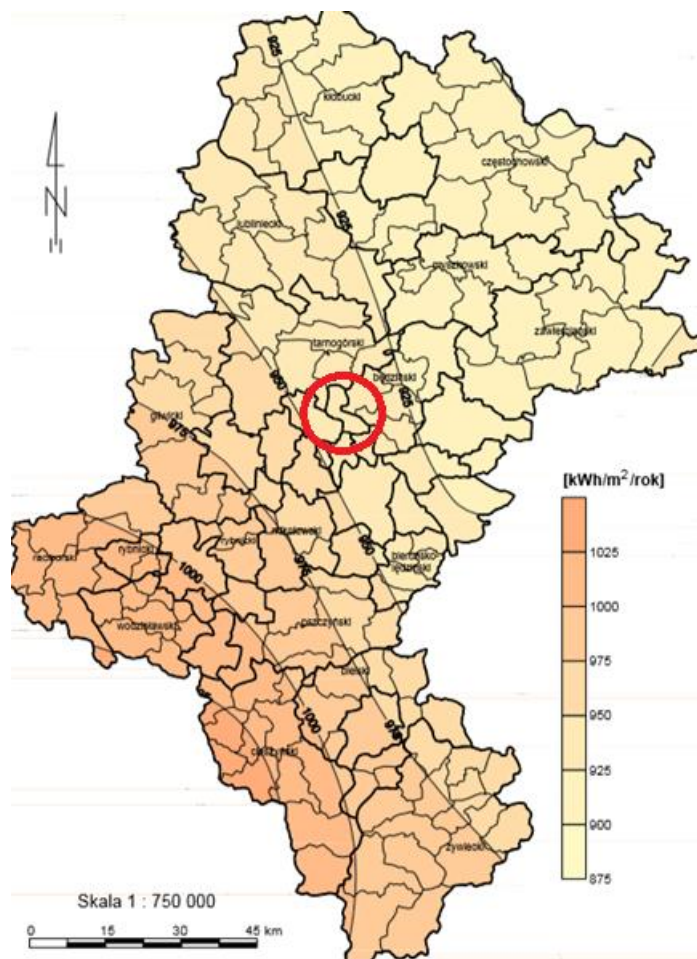 925
kłobucki
N
częstochowski
925
lubliniecki
myszkowski
zawierciański
tarnogórski
950
będziński
925
gliwicki
975
[kWh/m²/rok]
1025
mikołowski
raciborski
rybnicki
rybnicki
950
bieruńsko-
lędziński
1000
975
1000
wodzisławski
pszczyński
975
bielski
950
1000
975
cieszyński
925
900
żywiecki
875
Skala 1 : 750 000
0 15 30 45 km